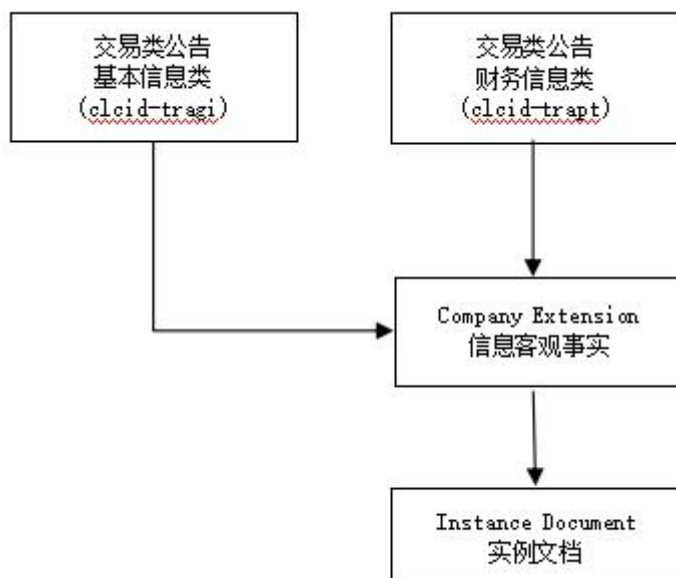 交易类公告
基本信息类
(clcid-tragi)
交易类公告
财务信息类
(clcid-trapt)
Company Extension
信息客观事实
Instance Document
实例文档